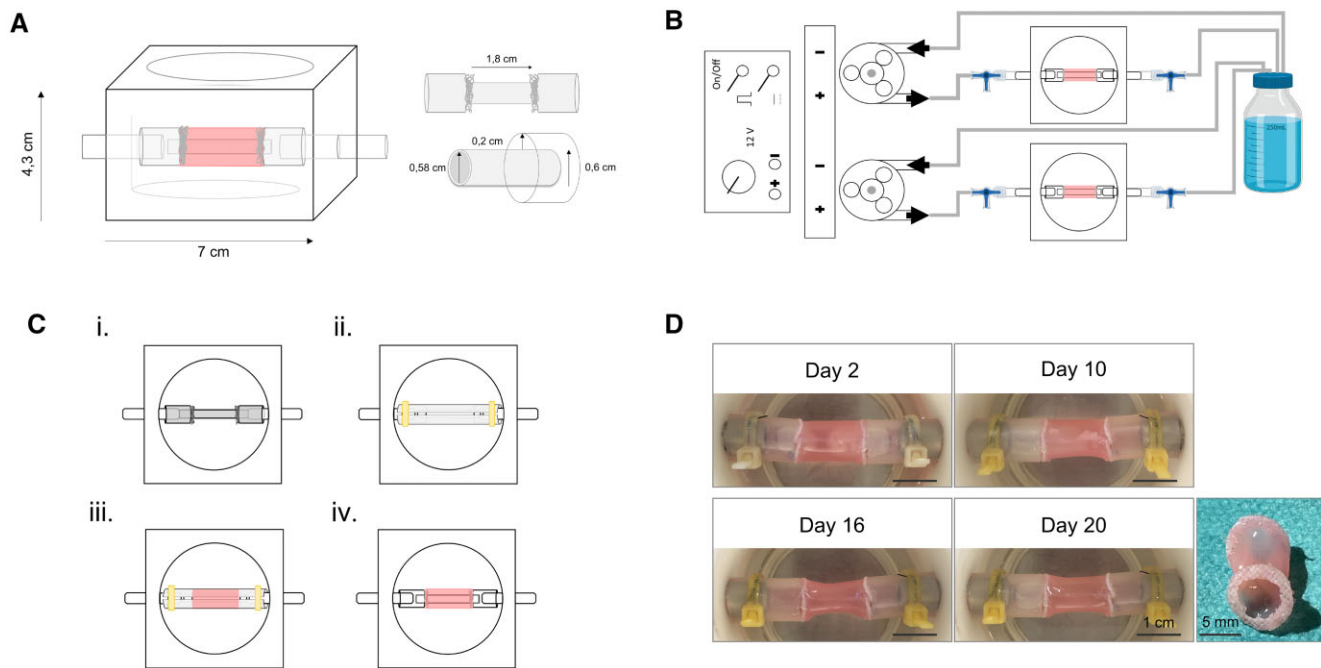 A
4,3 cm
7 cm
1,8 cm
0,2 cm
0,58 cm
0,6 cm
B
On/Off
12 V
-
+
-
+
-
+
250mL
C
i.
ii.
iii.
iv.
D
Day 2
Day 10
Day 16
Day 20
1 cm
5 mm